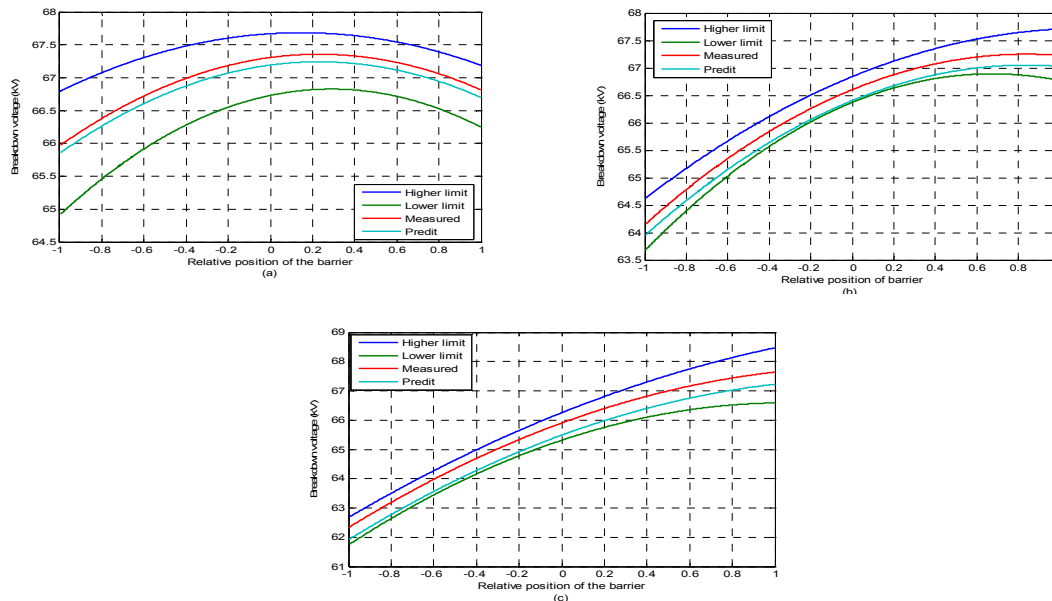 68
67.5
67
66.5
66
65.5
65
64.5
Breakdown voltage (kV)
Higher limit
Lower limit
Measured
Predit
-1 -0.8 -0.6 -0.4 -0.2 0 0.2 0.4 0.6 0.8 1
Relative position of the barrier
(a)
68
67.5
67
66.5
66
65.5
65
64.5
64
63.5
Breakdown voltage (kV)
Higher limit
Lower limit
Measured
Predit
-1 -0.8 -0.6 -0.4 -0.2 0 0.2 0.4 0.6 0.8
Relative position of barrier
(b)
69
68
67
66
65
64
63
62
61
Breakdown voltage (kV)
Higher limit
Lower limit
Measured
Predit
-1 -0.8 -0.6 -0.4 -0.2 0 0.2 0.4 0.6 0.8 1
Relative position of the barrier
(c)